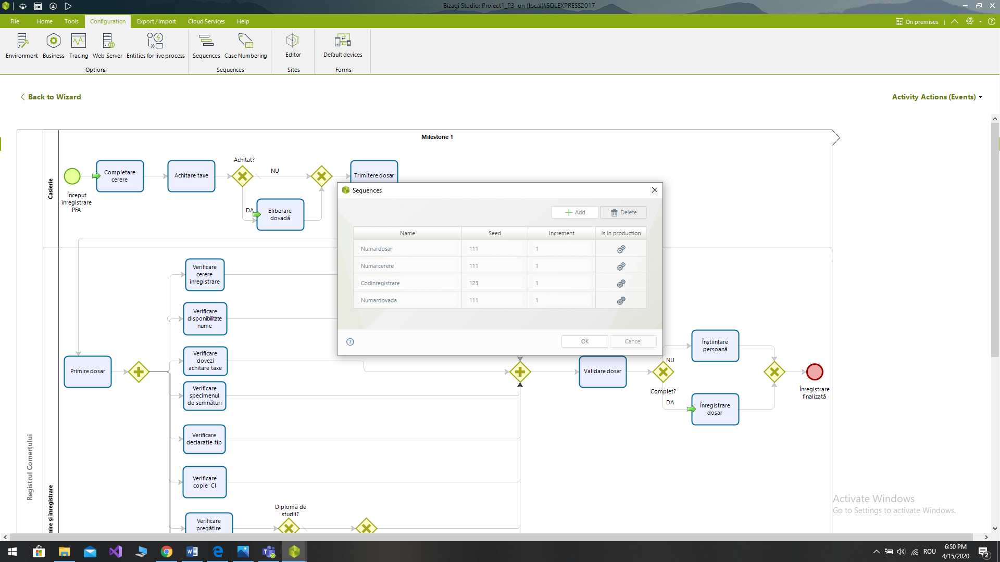 Bizagi Studio: Proiect1_P3 on (local)\SQLEXPRESS2017
File
Home
Tools
Configuration
Export / Import
Cloud Services
Help
On premises
Environment
Business
Tracing
Web Server
Entities for live process
Sequences
Case Numbering
Editor
Default devices
Options
Sequences
Sites
Forms
Back to Wizard
Activity Actions (Events)
Milestone 1
Registrul Comerțului
Casierie
Început
înregistrare
PFA
Completare
cerere
Achitare taxe
Achitat?
NU
DA
Eliberare
dovadă
Trimitere dosar
Sequences
Add
Delete
Name
Seed
Increment
Is in production
Numardosar
111
1
Numarcerere
111
1
Codinregistrare
123
1
Numardovada
111
1
OK
Cancel
mire și înregistrare
Primire dosar
Verificare
cerere
înregistrare
Verificare
disponibilitate
nume
Verificare
dovezi
achitare taxe
Verificare
specimenul
de semnături
Verificare
declarație-tip
Verificare
copie CI
Verificare
pregătire
Diplomă de
studii?
Validare dosar
Complet?
NU
DA
Înștiințare
persoană
Înregistrare
dosar
Înregistrare
finalizată
Activate Windows
Go to Settings to activate Windows.
ROU
6:50 PM
4/15/2020
2